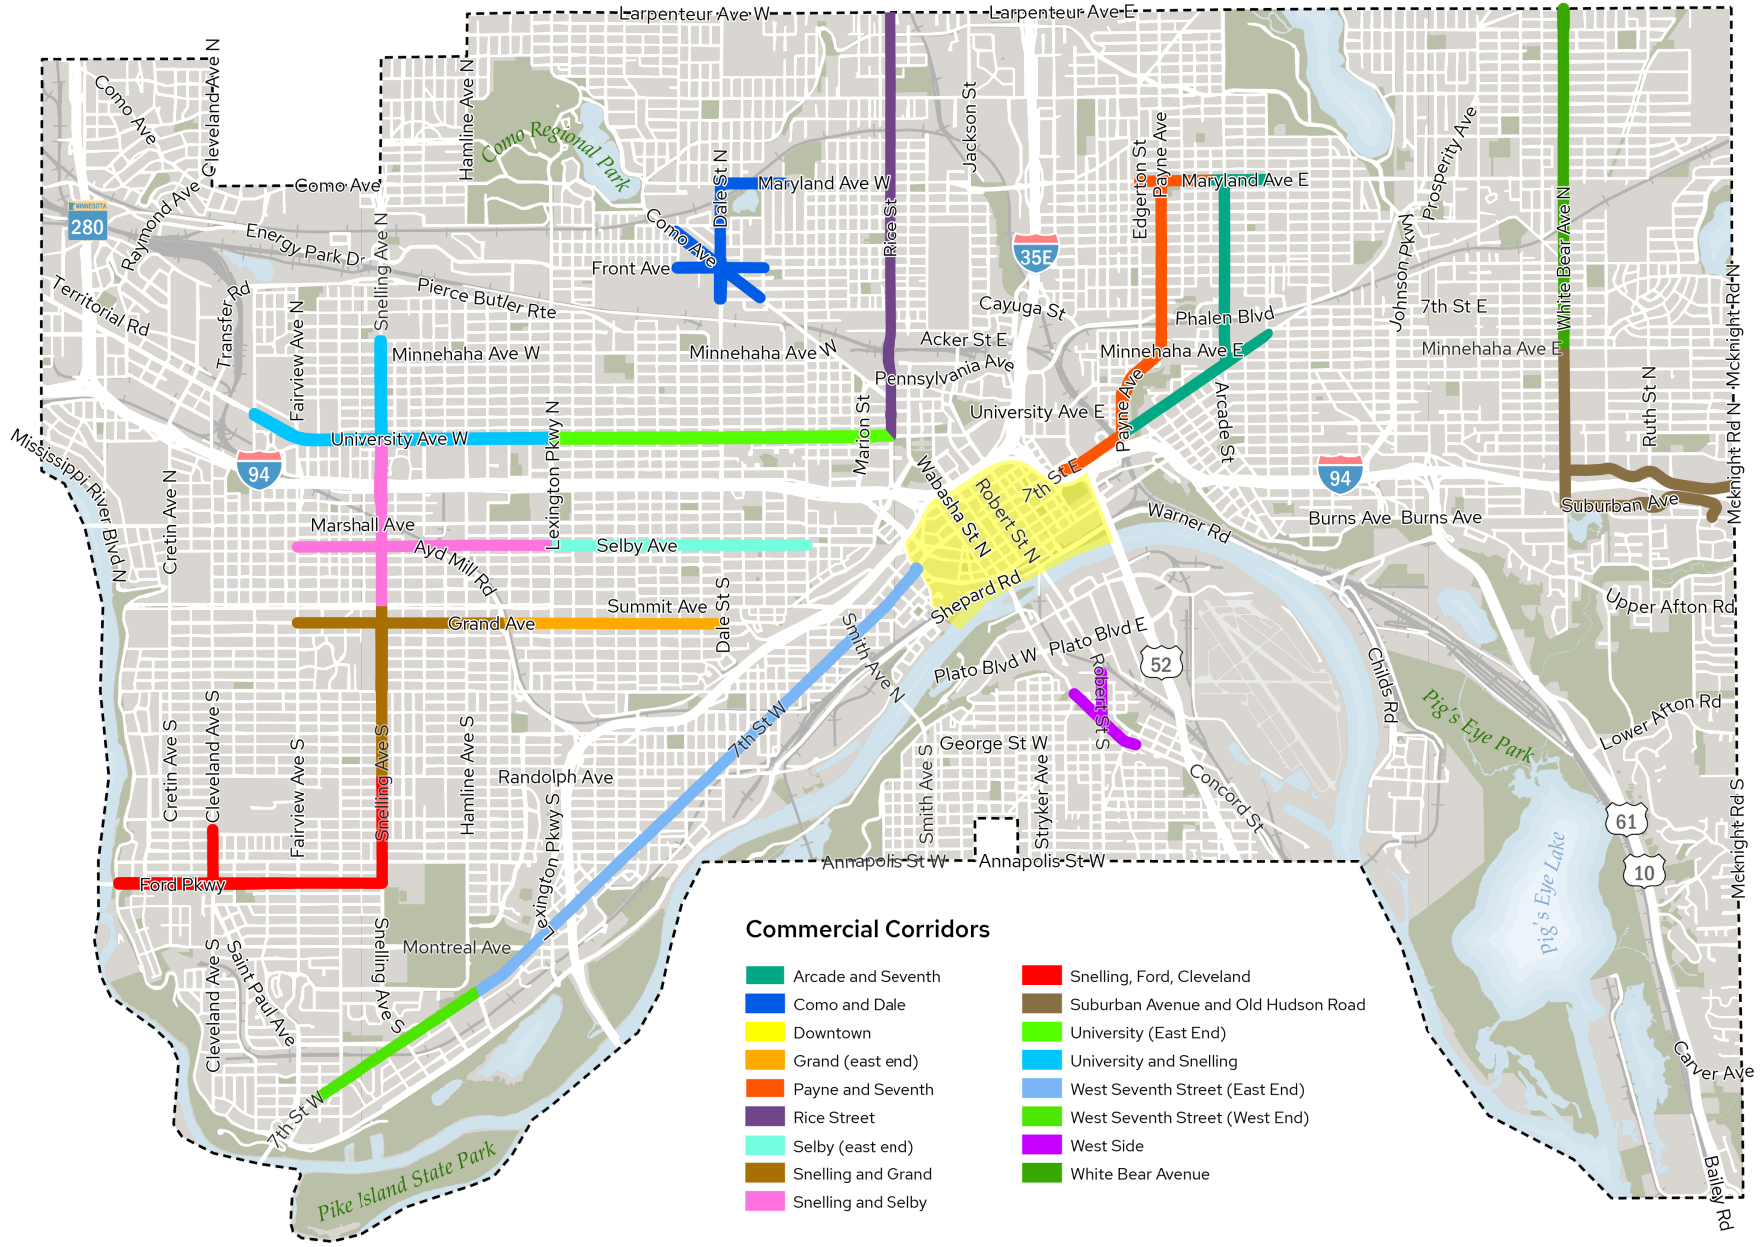 Larpenteur Ave W
Larpenteur Ave E
Como Ave
Cleveland Ave N
Hamline Ave N
Como Regional Park
Jackson St
Edgerton St
Payne Ave
Prosperity Ave
Raymond Ave
Como Ave
Dale St N
Maryland Ave W
Maryland Ave E
MINNESOTA
280
Energy Park Dr
Snelling Ave N
Como Ave
Rice St
35E
Johnson Pkwy
White Bear Ave N
Front Ave
Territorial Rd
Transfer Rd
Pierce Butler Rte
Cayuga St
Phalen Blvd
7th St E
Mcknight Rd N
Fairview Ave N
Minnehaha Ave W
Minnehaha Ave W
Acker St E
Minnehaha Ave E
Minnehaha Ave E
Pennsylvania Ave
University Ave E
Payne Ave
Arcade St
Ruth St N
Marion St
University Ave W
Lexington Pkwy N
Mississippi River Blvd N
94
94
Cretin Ave N
Wabasha St N
Robert St N
7th St E
Mcknight Rd N
Suburban Ave
Warner Rd
Burns Ave
Burns Ave
Marshall Ave
Ayd Mill Rd
Selby Ave
Shepard Rd
Summit Ave
Dale St S
Grand Ave
Smith Ave N
Upper Afton Rd
Plato Blvd W
Plato Blvd E
52
Robert St S
Childs Rd
Pig's Eye Park
Lower Afton Rd
Cretin Ave S
Cleveland Ave S
Fairview Ave S
Snelling Ave S
Hamline Ave S
Randolph Ave
7th St W
George St W
Smith Ave S
Stryker Ave
Concord St
Lexington Pkwy S
Annapolis St W
Annapolis St W
61
10
Mcknight Rd S
Pig's Eye Lake
Ford Pkwy
Montreal Ave
Snelling Ave S
Cleveland Ave S
Saint Paul Ave
7th St W
Carver Ave
Bailey Rd
Pike Island State Park
Commercial Corridors
Arcade and Seventh
Como and Dale
Downtown
Grand (east end)
Payne and Seventh
Rice Street
Selby (east end)
Snelling and Grand
Snelling and Selby
Snelling, Ford, Cleveland
Suburban Avenue and Old Hudson Road
University (East End)
University and Snelling
West Seventh Street (East End)
West Seventh Street (West End)
West Side
White Bear Avenue